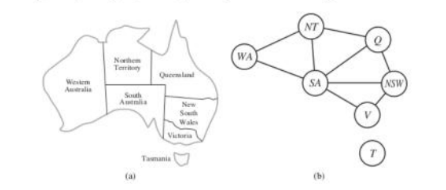 Northern
Territory
Western
Australia
Queensland
South
Australia
New
South
Wales
Victoria
Tasmania
(a)
NT
Q
WA
SA
NSW
V
T
(b)